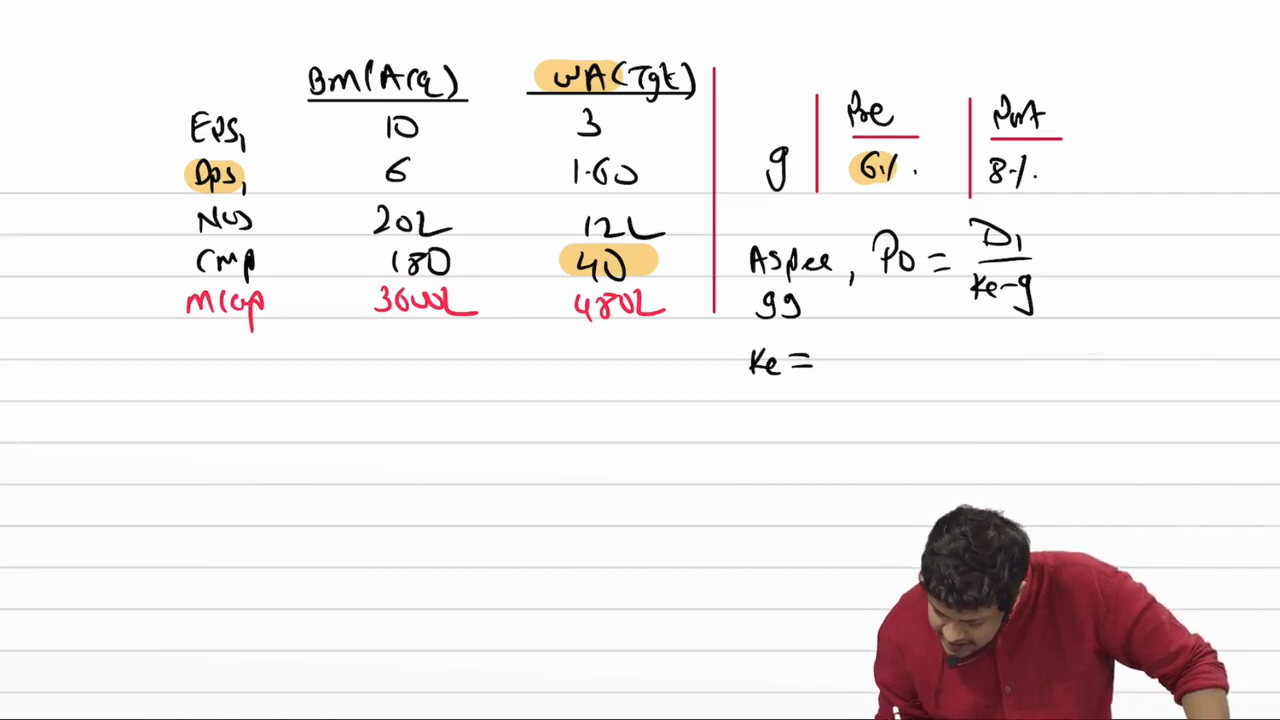 BM(Acq) WA(Tgt)
EPS₁ 10 3
Dps₁ 6 1.60
NOS 20L 12L
CMP 180 40
MCap 3600L 480L
Pre Post
g 6%. 8%.
As per, P0 = D1 / Ke-g
gg
Ke =